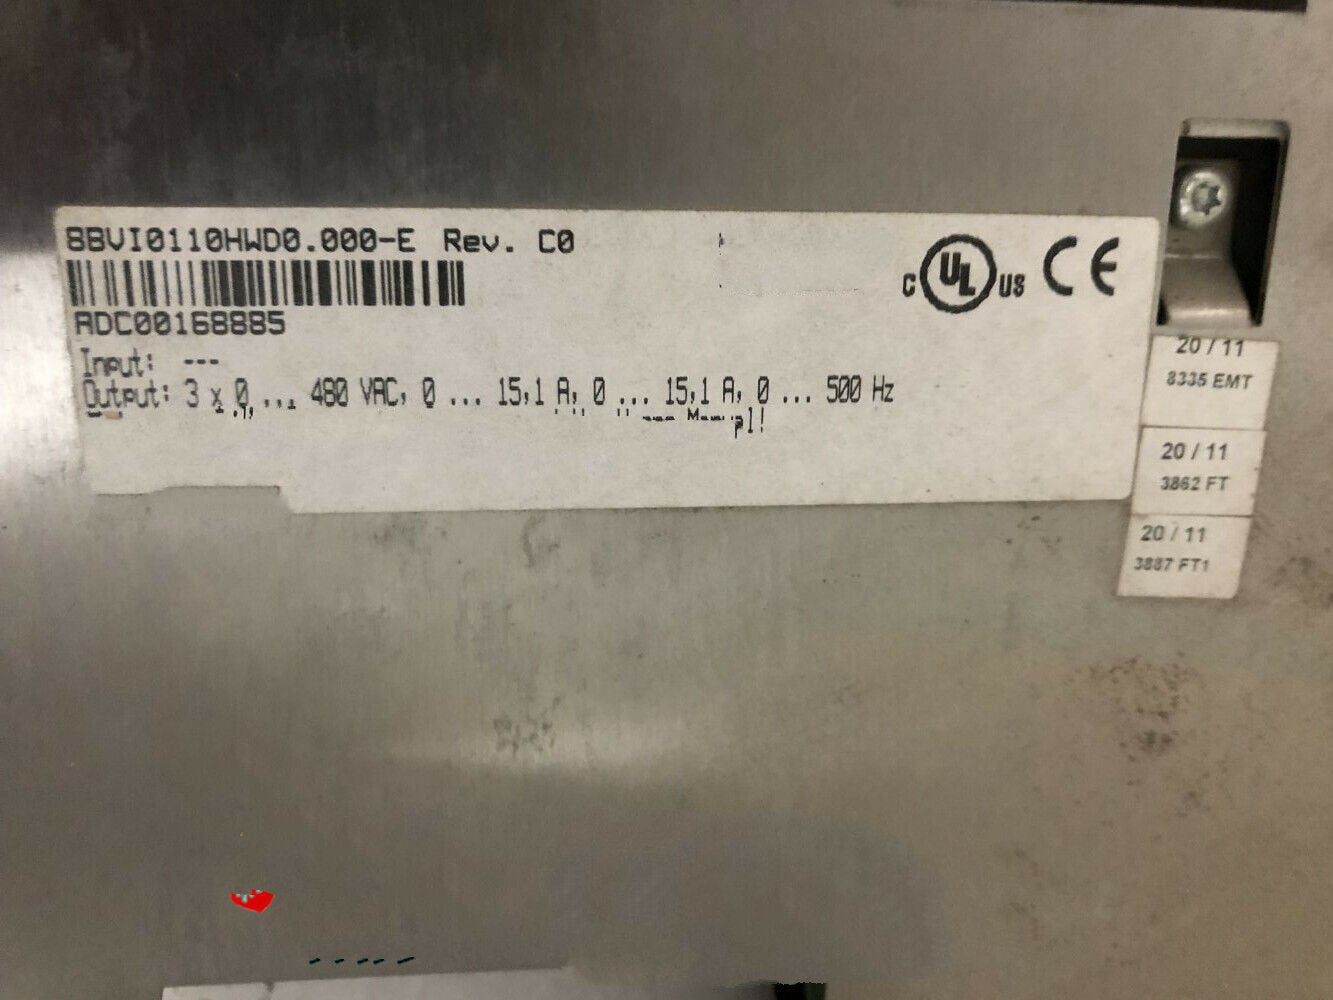 8BVI0110HWD0.000-E Rev. C0
C UL US CE
ADC00168885
Input: ---
Output: 3 x 0 ... 480 VAC, 0 ... 15,1 A, 0 ... 15,1 A, 0 ... 500 Hz
20 / 11
8335 EMT
20 / 11
3862 FT
20 / 11
3887 FT1